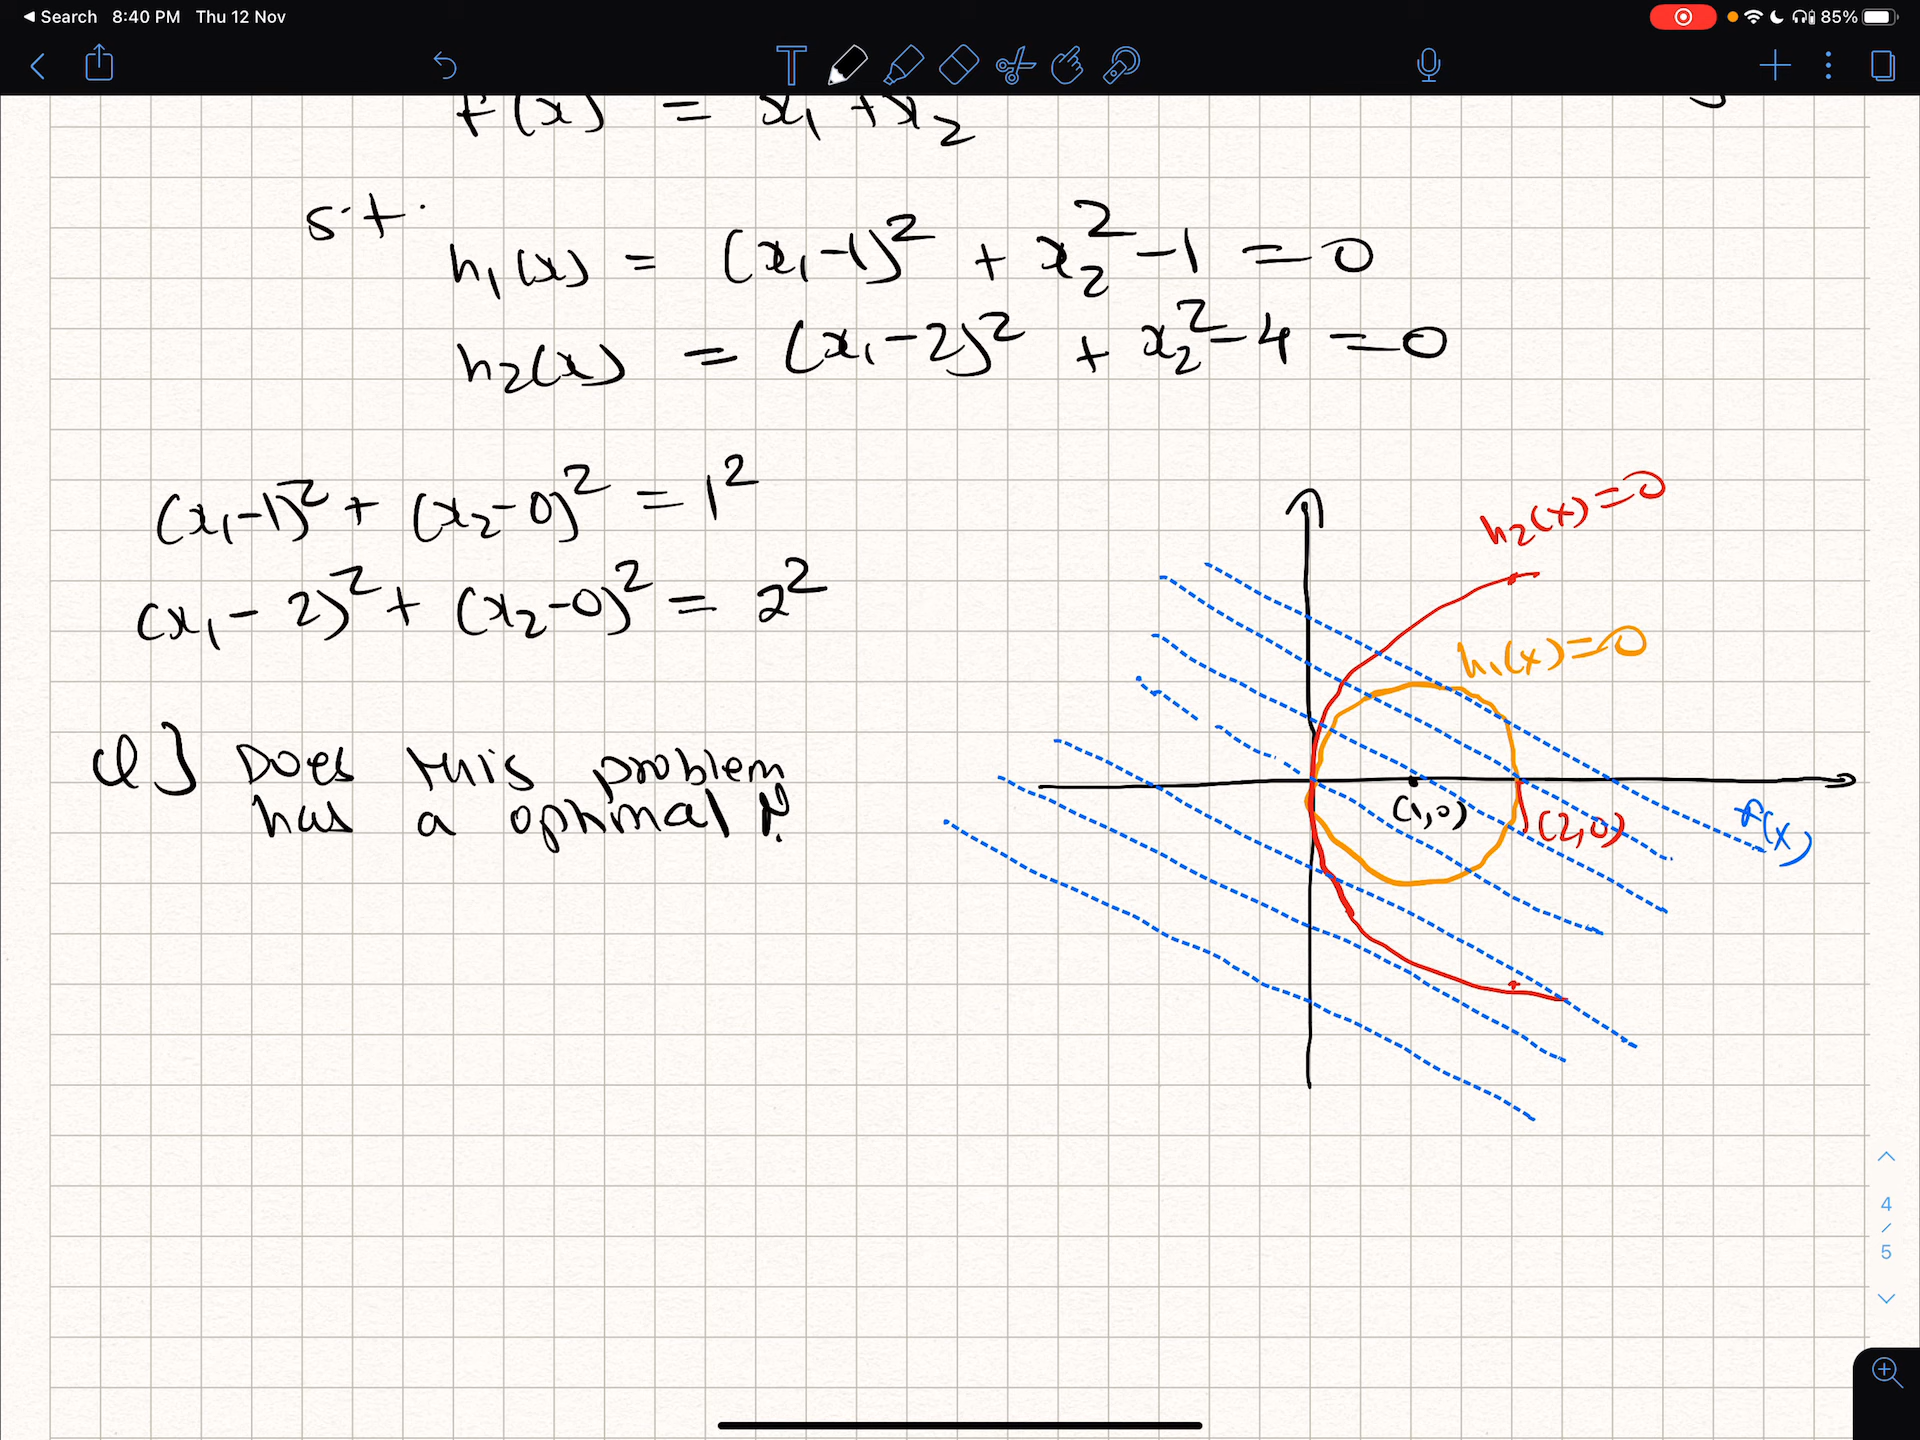 Search 8:40 PM Thu 12 Nov 85%
f(x) = x₁ + x₂
s.t.
h₁(x) = (x₁-1)² + x₂² - 1 = 0
h₂(x) = (x₁-2)² + x₂² - 4 = 0
(x₁-1)² + (x₂-0)² = 1²
(x₁-2)² + (x₂-0)² = 2²
h₂(x)=0
h₁(x)=0
Q] Does this problem
has a optimal ?
(1,0)
(2,0)
f(x)
4
/
5